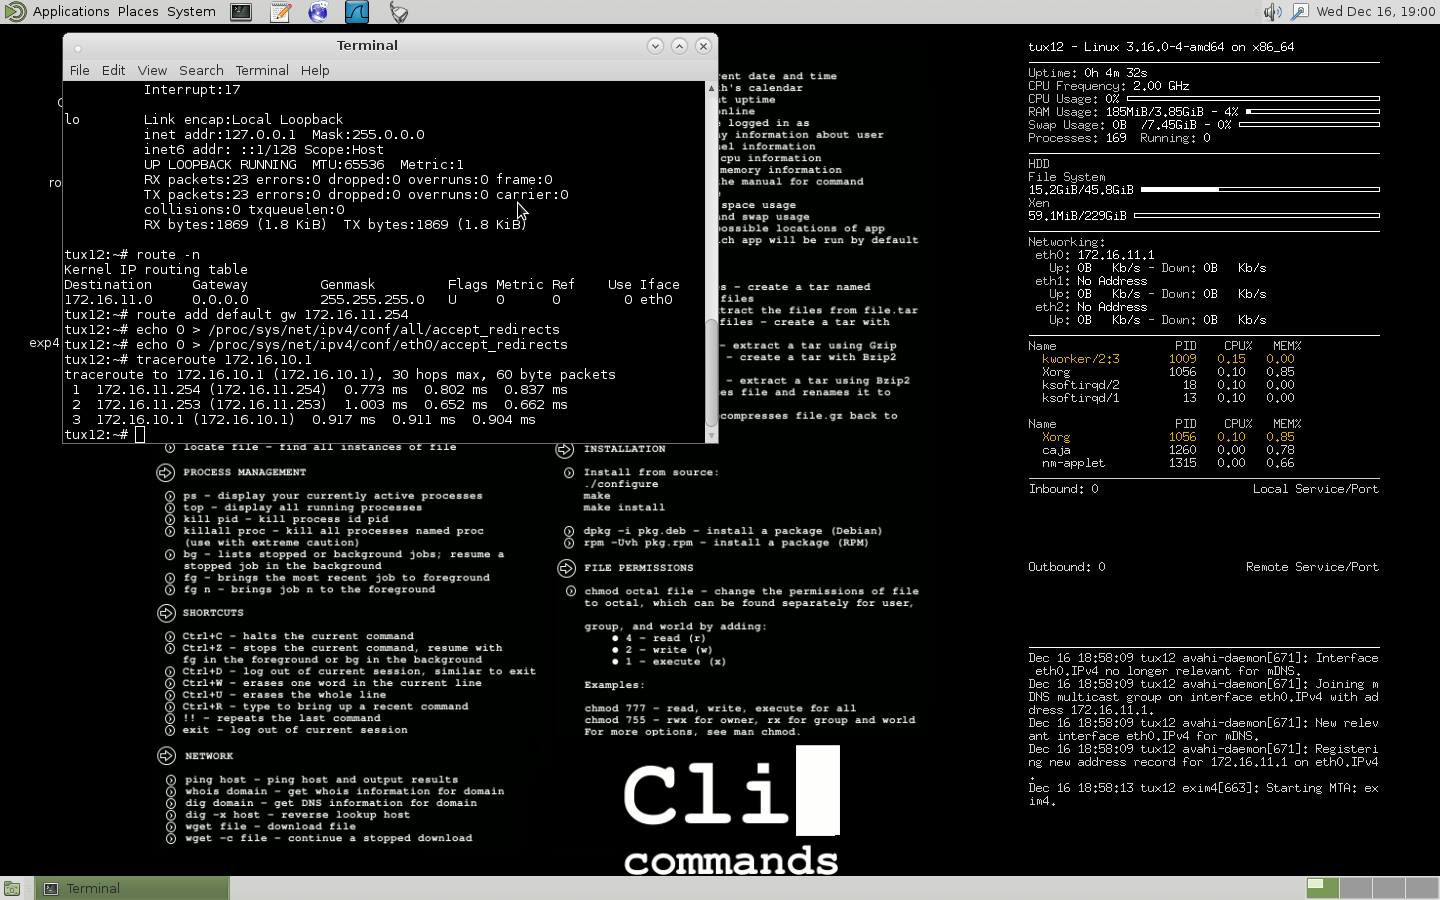 Applications Places System
Wed Dec 16, 19:00
Terminal
File Edit View Search Terminal Help
Interrupt:17
lo Link encap:Local Loopback
inet addr:127.0.0.1 Mask:255.0.0.0
inet6 addr: ::1/128 Scope:Host
UP LOOPBACK RUNNING MTU:65536 Metric:1
RX packets:23 errors:0 dropped:0 overruns:0 frame:0
TX packets:23 errors:0 dropped:0 overruns:0 carrier:0
collisions:0 txqueuelen:0
RX bytes:1869 (1.8 KiB) TX bytes:1869 (1.8 KiB)
tux12:~# route -n
Kernel IP routing table
Destination Gateway Genmask Flags Metric Ref Use Iface
172.16.11.0 0.0.0.0 255.255.255.0 U 0 0 0 eth0
tux12:~# route add default gw 172.16.11.254
tux12:~# echo 0 > /proc/sys/net/ipv4/conf/all/accept_redirects
tux12:~# echo 0 > /proc/sys/net/ipv4/conf/eth0/accept_redirects
tux12:~# traceroute 172.16.10.1
traceroute to 172.16.10.1 (172.16.10.1), 30 hops max, 60 byte packets
1 172.16.11.254 (172.16.11.254) 0.773 ms 0.802 ms 0.837 ms
2 172.16.11.253 (172.16.11.253) 1.003 ms 0.652 ms 0.662 ms
3 172.16.10.1 (172.16.10.1) 0.917 ms 0.911 ms 0.904 ms
tux12:~#
ro
exp4
locate file - find all instances of file
PROCESS MANAGEMENT
ps - display your currently active processes
top - display all running processes
kill pid - kill process id pid
killall proc - kill all processes named proc
(use with extreme caution)
bg - lists stopped or background jobs; resume a
stopped job in the background
fg - brings the most recent job to foreground
fg n - brings job n to the foreground
SHORTCUTS
Ctrl+C - halts the current command
Ctrl+Z - stops the current command, resume with
fg in the foreground or bg in the background
Ctrl+D - log out of current session, similar to exit
Ctrl+W - erases one word in the current line
Ctrl+U - erases the whole line
Ctrl+R - type to bring up a recent command
!! - repeats the last command
exit - log out of current session
NETWORK
ping host - ping host and output results
whois domain - get whois information for domain
dig domain - get DNS information for domain
dig -x host - reverse lookup host
wget file - download file
wget -c file - continue a stopped download
rent date and time
h's calendar
t uptime
online
e logged in as
y information about user
el information
cpu information
memory information
the manual for command
space usage
and swap usage
possible locations of app
ch app will be run by default
s - create a tar named
files
tract the files from file.tar
files - create a tar with
- extract a tar using Gzip
- create a tar with Bzip2
- extract a tar using Bzip2
es file and renames it to
compresses file.gz back to
INSTALLATION
Install from source:
./configure
make
make install
dpkg -i pkg.deb - install a package (Debian)
rpm -Uvh pkg.rpm - install a package (RPM)
FILE PERMISSIONS
chmod octal file - change the permissions of file
to octal, which can be found separately for user,
group, and world by adding:
4 - read (r)
2 - write (w)
1 - execute (x)
Examples:
chmod 777 - read, write, execute for all
chmod 755 - rwx for owner, rx for group and world
For more options, see man chmod.
Cli
commands
tux12 - Linux 3.16.0-4-amd64 on x86_64
Uptime: 0h 4m 32s
CPU Frequency: 2.00 GHz
CPU Usage: 0%
RAM Usage: 185MiB/3.85GiB - 4%
Swap Usage: 0B /7.45GiB - 0%
Processes: 169 Running: 0
HDD
File System
15.2GiB/45.8GiB
Xen
59.1MiB/229GiB
Networking:
eth0: 172.16.11.1
Up: 0B Kb/s - Down: 0B Kb/s
eth1: No Address
Up: 0B Kb/s - Down: 0B Kb/s
eth2: No Address
Up: 0B Kb/s - Down: 0B Kb/s
Name PID CPU% MEM%
kworker/2:3 1009 0.15 0.00
Xorg 1056 0.10 0.85
ksoftirqd/2 18 0.10 0.00
ksoftirqd/1 13 0.10 0.00
Name PID CPU% MEM%
Xorg 1056 0.10 0.85
caja 1260 0.00 0.78
nm-applet 1315 0.00 0.66
Inbound: 0 Local Service/Port
Outbound: 0 Remote Service/Port
Dec 16 18:58:09 tux12 avahi-daemon[671]: Interface
eth0.IPv4 no longer relevant for mDNS.
Dec 16 18:58:09 tux12 avahi-daemon[671]: Joining m
DNS multicast group on interface eth0.IPv4 with ad
dress 172.16.11.1.
Dec 16 18:58:09 tux12 avahi-daemon[671]: New relev
ant interface eth0.IPv4 for mDNS.
Dec 16 18:58:09 tux12 avahi-daemon[671]: Registeri
ng new address record for 172.16.11.1 on eth0.IPv4
.
Dec 16 18:58:13 tux12 exim4[663]: Starting MTA: ex
im4.
Terminal